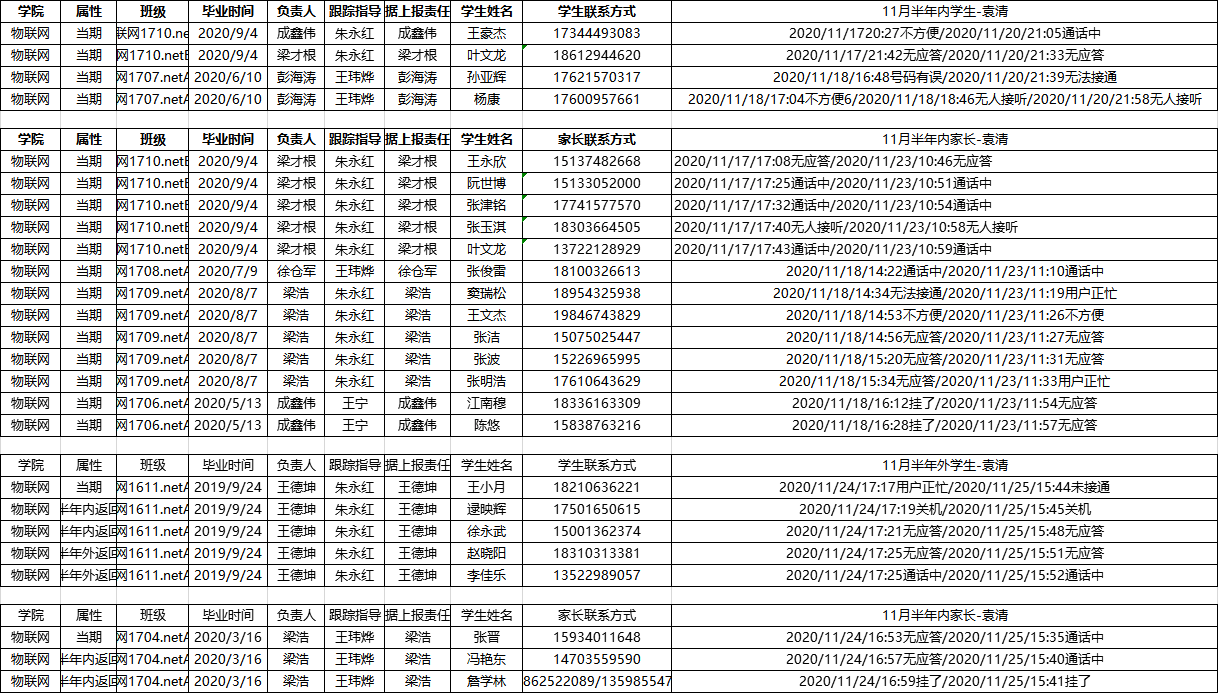 学院 属性 班级 毕业时间 负责人 跟踪指导 据上报责任 学生姓名 学生联系方式 11月半年内学生-袁清
物联网 当期 联网1710.ne 2020/9/4 成鑫伟 朱永红 成鑫伟 王豪杰 17344493083 2020/11/1720:27不方便/2020/11/20/21:05通话中
物联网 当期 网1710.netB 2020/9/4 梁才根 朱永红 梁才根 叶文龙 18612944620 2020/11/17/21:42无应答/2020/11/20/21:33无应答
物联网 当期 网1707.netA 2020/6/10 彭海涛 王玮烨 彭海涛 孙亚辉 17621570317 2020/11/18/16:48号码有误/2020/11/20/21:39无法接通
物联网 当期 网1707.netA 2020/6/10 彭海涛 王玮烨 彭海涛 杨康 17600957661 2020/11/18/17:04不方便6/2020/11/18/18:46无人接听/2020/11/20/21:58无人接听
学院 属性 班级 毕业时间 负责人 跟踪指导 据上报责任 学生姓名 家长联系方式 11月半年内家长-袁清
物联网 当期 网1710.netB 2020/9/4 梁才根 朱永红 梁才根 王永欣 15137482668 2020/11/17/17:08无应答/2020/11/23/10:46无应答
物联网 当期 网1710.netB 2020/9/4 梁才根 朱永红 梁才根 阮世博 15133052000 2020/11/17/17:25通话中/2020/11/23/10:51通话中
物联网 当期 网1710.netB 2020/9/4 梁才根 朱永红 梁才根 张津铭 17741577570 2020/11/17/17:32通话中/2020/11/23/10:54通话中
物联网 当期 网1710.netB 2020/9/4 梁才根 朱永红 梁才根 张玉淇 18303664505 2020/11/17/17:40无人接听/2020/11/23/10:58无人接听
物联网 当期 网1710.netB 2020/9/4 梁才根 朱永红 梁才根 叶文龙 13722128929 2020/11/17/17:43通话中/2020/11/23/10:59通话中
物联网 当期 网1708.netA 2020/7/9 徐仓军 王玮烨 徐仓军 张俊雷 18100326613 2020/11/18/14:22通话中/2020/11/23/11:10通话中
物联网 当期 网1709.netA 2020/8/7 梁浩 朱永红 梁浩 窦瑞松 18954325938 2020/11/18/14:34无法接通/2020/11/23/11:19用户正忙
物联网 当期 网1709.netA 2020/8/7 梁浩 朱永红 梁浩 王文杰 19846743829 2020/11/18/14:53不方便/2020/11/23/11:26不方便
物联网 当期 网1709.netA 2020/8/7 梁浩 朱永红 梁浩 张洁 15075025447 2020/11/18/14:56无应答/2020/11/23/11:27无应答
物联网 当期 网1709.netA 2020/8/7 梁浩 朱永红 梁浩 张波 15226965995 2020/11/18/15:20无应答/2020/11/23/11:31无应答
物联网 当期 网1709.netA 2020/8/7 梁浩 朱永红 梁浩 张明浩 17610643629 2020/11/18/15:34无应答/2020/11/23/11:33用户正忙
物联网 当期 网1706.netA 2020/5/13 成鑫伟 王宁 成鑫伟 江南穆 18336163309 2020/11/18/16:12挂了/2020/11/23/11:54无应答
物联网 当期 网1706.netA 2020/5/13 成鑫伟 王宁 成鑫伟 陈悠 15838763216 2020/11/18/16:28挂了/2020/11/23/11:57无应答
学院 属性 班级 毕业时间 负责人 跟踪指导 据上报责任 学生姓名 学生联系方式 11月半年外学生-袁清
物联网 当期 网1611.netA 2019/9/24 王德坤 朱永红 王德坤 王小月 18210636221 2020/11/24/17:17用户正忙/2020/11/25/15:44未接通
物联网 半年内返回 网1611.netA 2019/9/24 王德坤 朱永红 王德坤 逯映辉 17501650615 2020/11/24/17:19关机/2020/11/25/15:45关机
物联网 半年内返回 网1611.netA 2019/9/24 王德坤 朱永红 王德坤 徐永武 15001362374 2020/11/24/17:21无应答/2020/11/25/15:48无应答
物联网 半年外返回 网1611.netA 2019/9/24 王德坤 朱永红 王德坤 赵晓阳 18310313381 2020/11/24/17:25无应答/2020/11/25/15:51无应答
物联网 半年外返回 网1611.netA 2019/9/24 王德坤 朱永红 王德坤 李佳乐 13522989057 2020/11/24/17:25通话中/2020/11/25/15:52通话中
学院 属性 班级 毕业时间 负责人 跟踪指导 据上报责任 学生姓名 家长联系方式 11月半年内家长-袁清
物联网 当期 网1704.netA 2020/3/16 梁浩 王玮烨 梁浩 张晋 15934011648 2020/11/24/16:53无应答/2020/11/25/15:35通话中
物联网 半年内返回 网1704.netA 2020/3/16 梁浩 王玮烨 梁浩 冯艳东 14703559590 2020/11/24/16:57无应答/2020/11/25/15:40通话中
物联网 半年内返回 网1704.netA 2020/3/16 梁浩 王玮烨 梁浩 詹学林 862522089/135985547 2020/11/24/16:59挂了/2020/11/25/15:41挂了